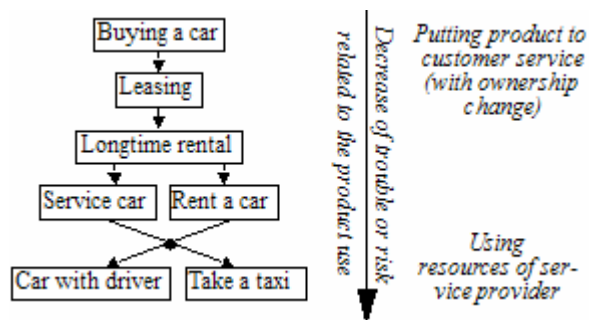 Buying a car
Leasing
Longtime rental
Service car
Rent a car
Car with driver
Take a taxi
Decrease of trouble or risk
related to the product use
Putting product to
customer service
(with ownership
change)
Using
resources of ser-
vice provider